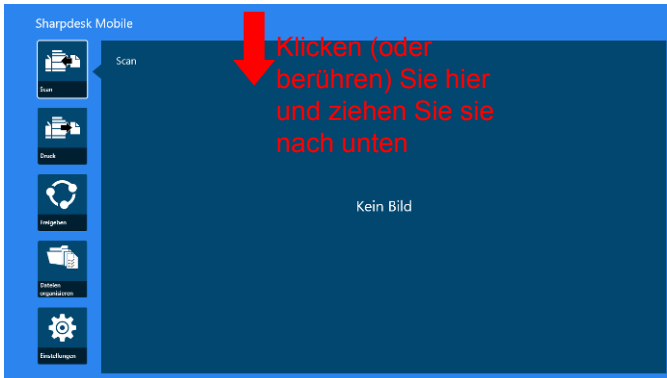 Sharpdesk Mobile
Scan
Scan
Klicken (oder
berühren) Sie hier
und ziehen Sie sie
nach unten
Druck
Kein Bild
Freigeben
Dateien
organisieren
Einstellungen